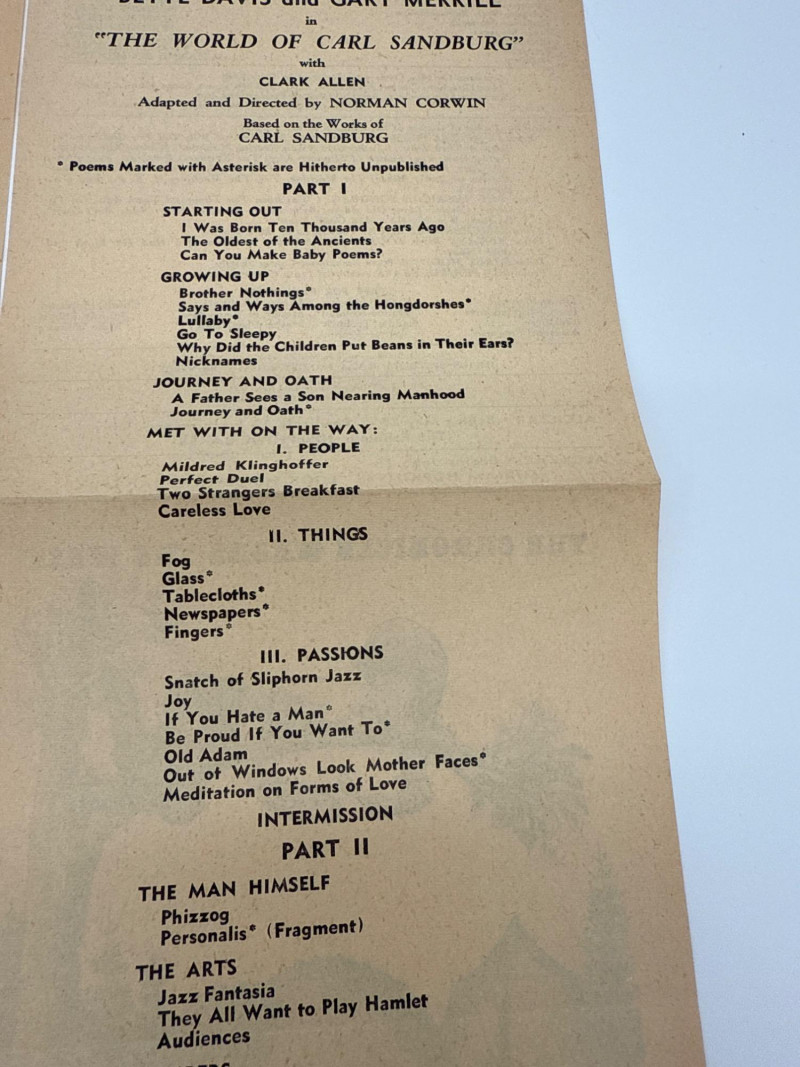 BETTE DAVIS and GARY MERRILL
in
"THE WORLD OF CARL SANDBURG"
with
CLARK ALLEN
Adapted and Directed by NORMAN CORWIN
Based on the Works of
CARL SANDBURG
* Poems Marked with Asterisk are Hitherto Unpublished
PART I
STARTING OUT
I Was Born Ten Thousand Years Ago
The Oldest of the Ancients
Can You Make Baby Poems?
GROWING UP
Brother Nothings*
Says and Ways Among the Hongdorshes*
Lullaby*
Go To Sleepy
Why Did the Children Put Beans in Their Ears?
Nicknames
JOURNEY AND OATH
A Father Sees a Son Nearing Manhood
Journey and Oath*
MET WITH ON THE WAY:
I. PEOPLE
Mildred Klinghoffer
Perfect Duel
Two Strangers Breakfast
Careless Love
II. THINGS
Fog
Glass*
Tablecloths*
Newspapers*
Fingers*
III. PASSIONS
Snatch of Sliphorn Jazz
Joy
If You Hate a Man*
Be Proud If You Want To*
Old Adam
Out of Windows Look Mother Faces*
Meditation on Forms of Love
INTERMISSION
PART II
THE MAN HIMSELF
Phizzog
Personalis* (Fragment)
THE ARTS
Jazz Fantasia
They All Want to Play Hamlet
Audiences